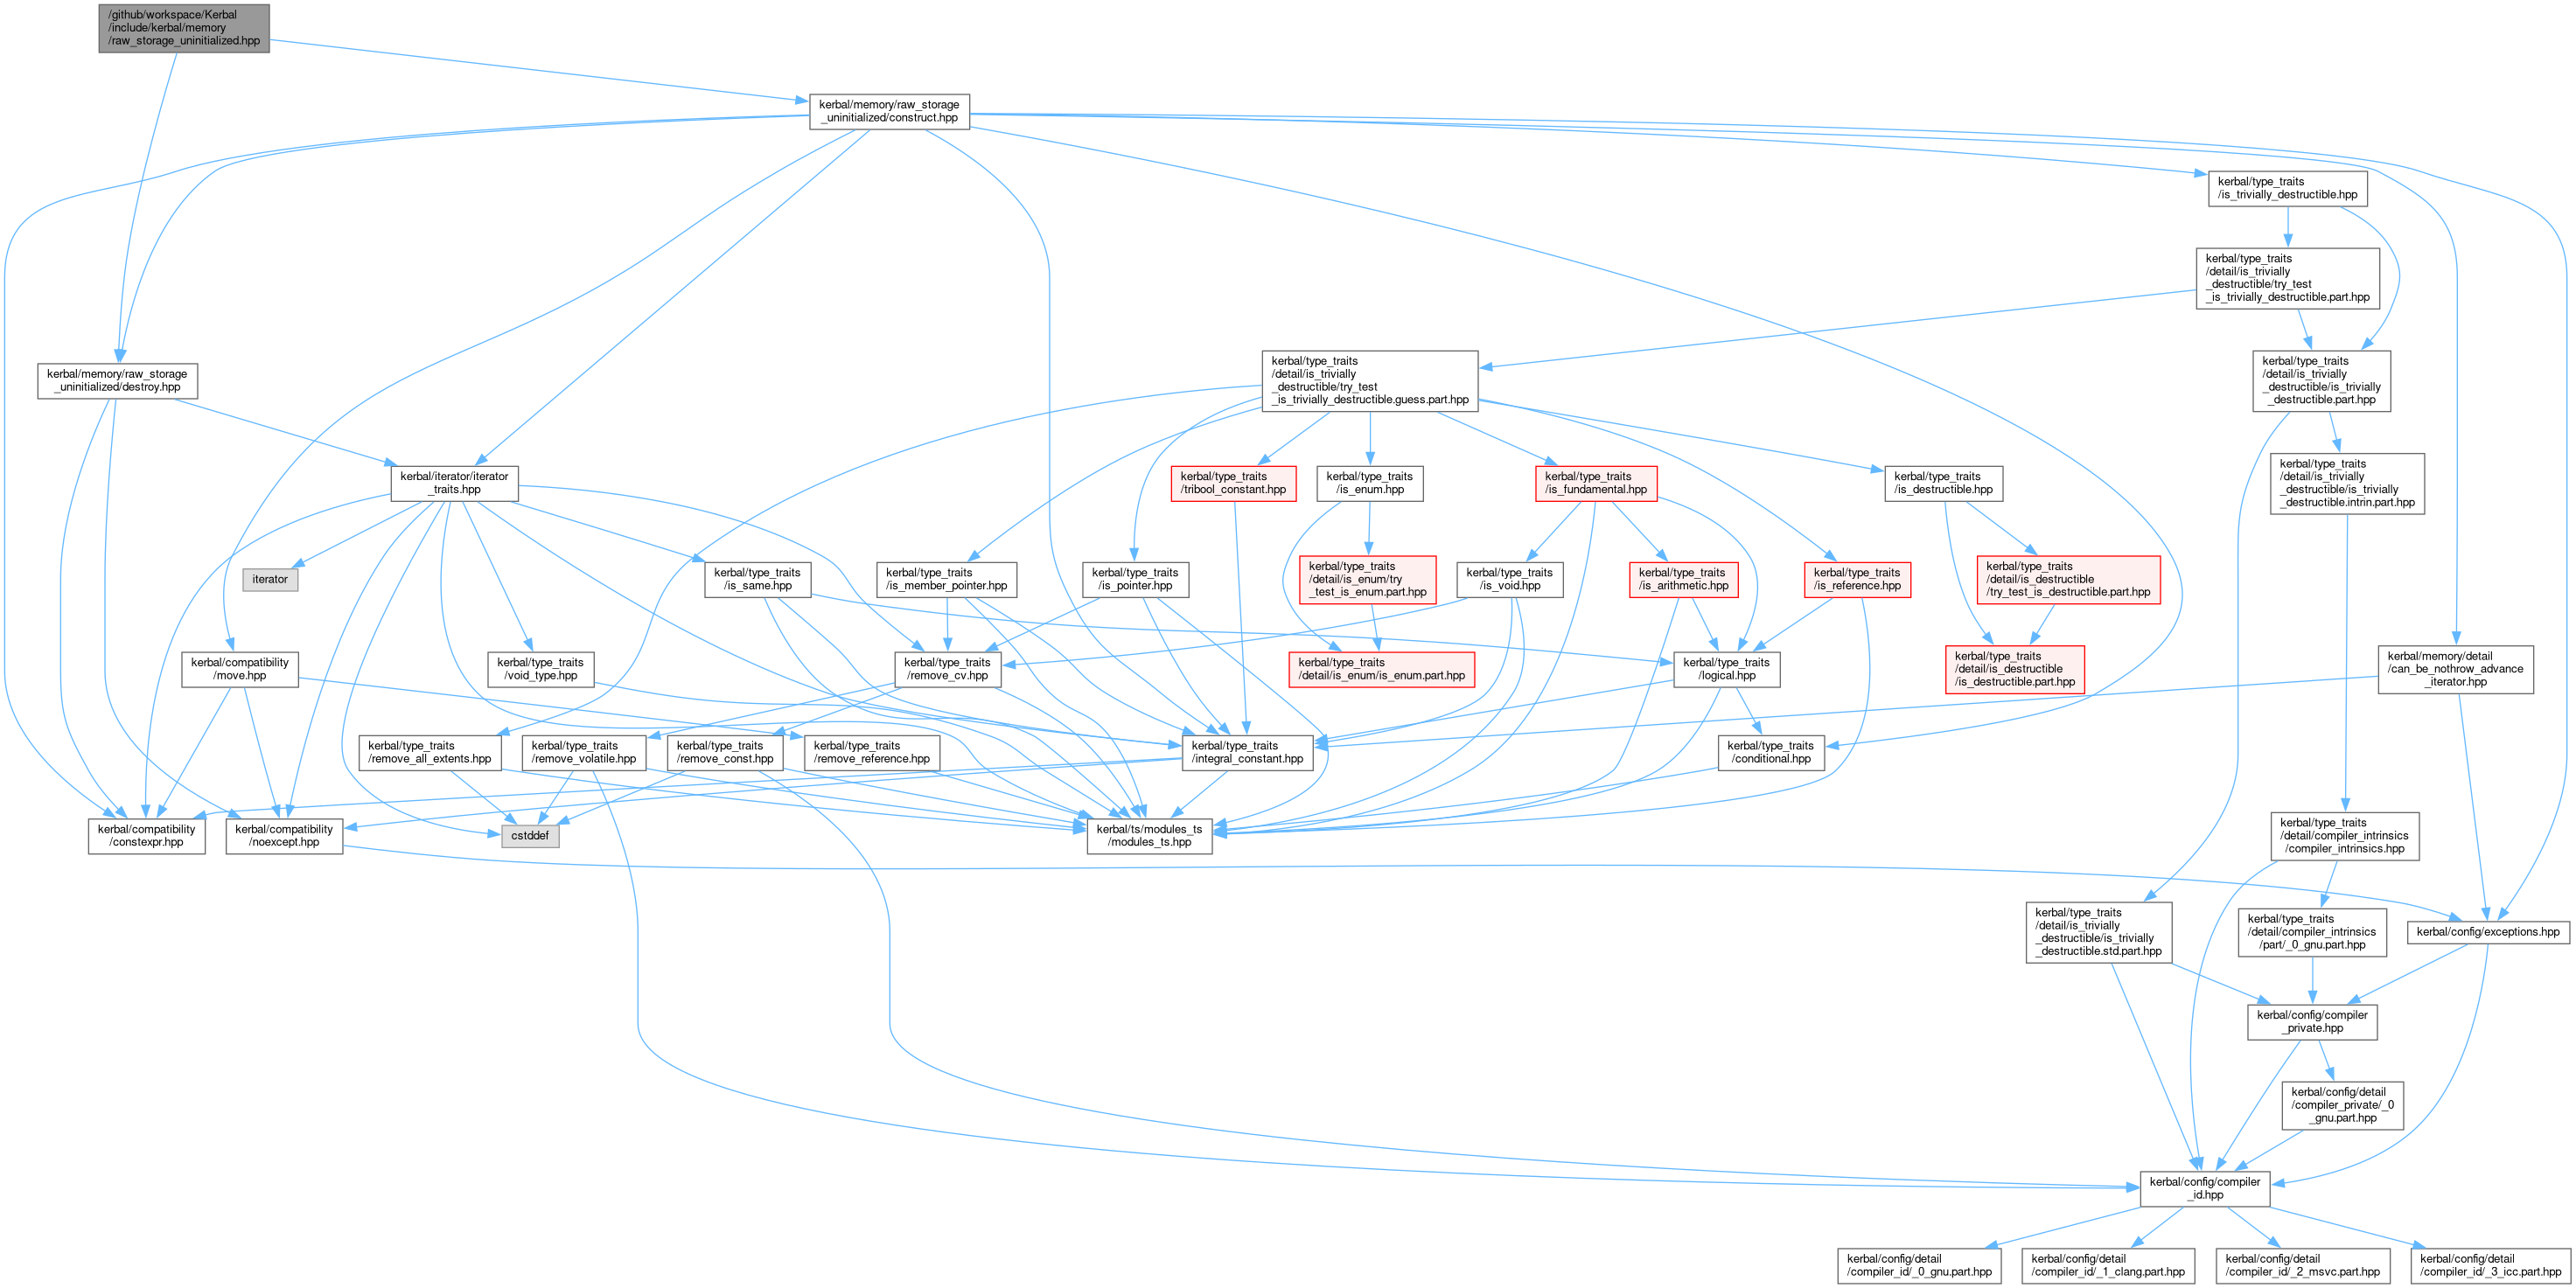 /github/workspace/Kerbal
/include/kerbal/memory
/raw_storage_uninitialized.hpp
kerbal/memory/raw_storage
_uninitialized/construct.hpp
kerbal/type_traits
/is_trivially_destructible.hpp
kerbal/type_traits
/detail/is_trivially
_destructible/try_test
_is_trivially_destructible.part.hpp
kerbal/memory/raw_storage
_uninitialized/destroy.hpp
kerbal/type_traits
/detail/is_trivially
_destructible/try_test
_is_trivially_destructible.guess.part.hpp
kerbal/type_traits
/detail/is_trivially
_destructible/is_trivially
_destructible.part.hpp
kerbal/iterator/iterator
_traits.hpp
kerbal/type_traits
/tribool_constant.hpp
kerbal/type_traits
/is_enum.hpp
kerbal/type_traits
/is_fundamental.hpp
kerbal/type_traits
/is_destructible.hpp
kerbal/type_traits
/detail/is_trivially
_destructible/is_trivially
_destructible.intrin.part.hpp
iterator
kerbal/type_traits
/is_same.hpp
kerbal/type_traits
/is_member_pointer.hpp
kerbal/type_traits
/is_pointer.hpp
kerbal/type_traits
/detail/is_enum/try
_test_is_enum.part.hpp
kerbal/type_traits
/is_void.hpp
kerbal/type_traits
/is_arithmetic.hpp
kerbal/type_traits
/is_reference.hpp
kerbal/type_traits
/detail/is_destructible
/try_test_is_destructible.part.hpp
kerbal/compatibility
/move.hpp
kerbal/type_traits
/void_type.hpp
kerbal/type_traits
/remove_cv.hpp
kerbal/type_traits
/detail/is_enum/is_enum.part.hpp
kerbal/type_traits
/logical.hpp
kerbal/type_traits
/detail/is_destructible
/is_destructible.part.hpp
kerbal/memory/detail
/can_be_nothrow_advance
_iterator.hpp
kerbal/type_traits
/remove_all_extents.hpp
kerbal/type_traits
/remove_volatile.hpp
kerbal/type_traits
/remove_const.hpp
kerbal/type_traits
/remove_reference.hpp
kerbal/type_traits
/integral_constant.hpp
kerbal/type_traits
/conditional.hpp
kerbal/compatibility
/constexpr.hpp
kerbal/compatibility
/noexcept.hpp
cstddef
kerbal/ts/modules_ts
/modules_ts.hpp
kerbal/type_traits
/detail/compiler_intrinsics
/compiler_intrinsics.hpp
kerbal/type_traits
/detail/is_trivially
_destructible/is_trivially
_destructible.std.part.hpp
kerbal/type_traits
/detail/compiler_intrinsics
/part/_0_gnu.part.hpp
kerbal/config/exceptions.hpp
kerbal/config/compiler
_private.hpp
kerbal/config/detail
/compiler_private/_0
_gnu.part.hpp
kerbal/config/compiler
_id.hpp
kerbal/config/detail
/compiler_id/_0_gnu.part.hpp
kerbal/config/detail
/compiler_id/_1_clang.part.hpp
kerbal/config/detail
/compiler_id/_2_msvc.part.hpp
kerbal/config/detail
/compiler_id/_3_icc.part.hpp